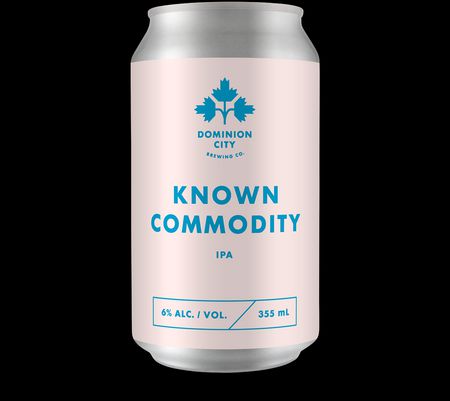 DOMINION
CITY
BREWING CO.
KNOWN
COMMODITY
IPA
6% ALC. / VOL.
355 mL